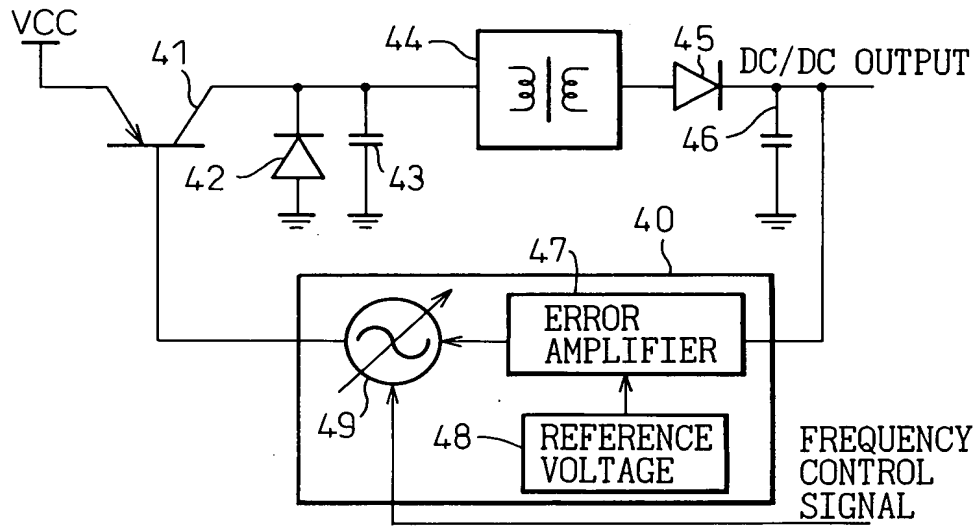 VCC
41
44
45
DC/DC OUTPUT
42
43
46
40
47
ERROR
AMPLIFIER
49
48
REFERENCE
VOLTAGE
FREQUENCY
CONTROL
SIGNAL